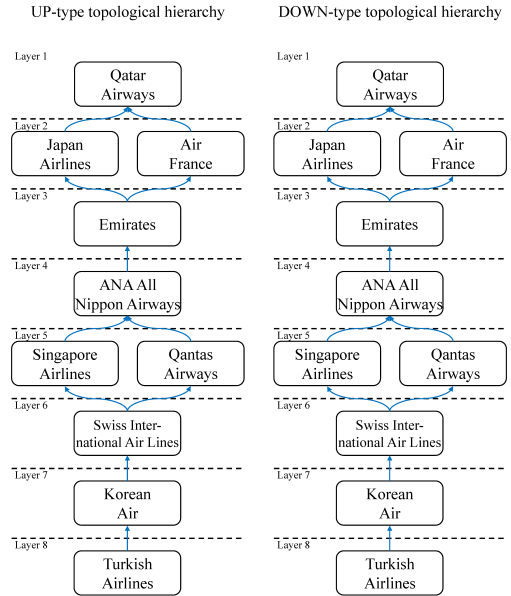 UP-type topological hierarchy
Layer 1
Qatar
Airways
Layer 2
Japan
Airlines
Air
France
Layer 3
Emirates
Layer 4
ANA All
Nippon Airways
Layer 5
Singapore
Airlines
Qantas
Airways
Layer 6
Swiss Inter-
national Air Lines
Layer 7
Korean
Air
Layer 8
Turkish
Airlines
DOWN-type topological hierarchy
Layer 1
Qatar
Airways
Layer 2
Japan
Airlines
Air
France
Layer 3
Emirates
Layer 4
ANA All
Nippon Airways
Layer 5
Singapore
Airlines
Qantas
Airways
Layer 6
Swiss Inter-
national Air Lines
Layer 7
Korean
Air
Layer 8
Turkish
Airlines